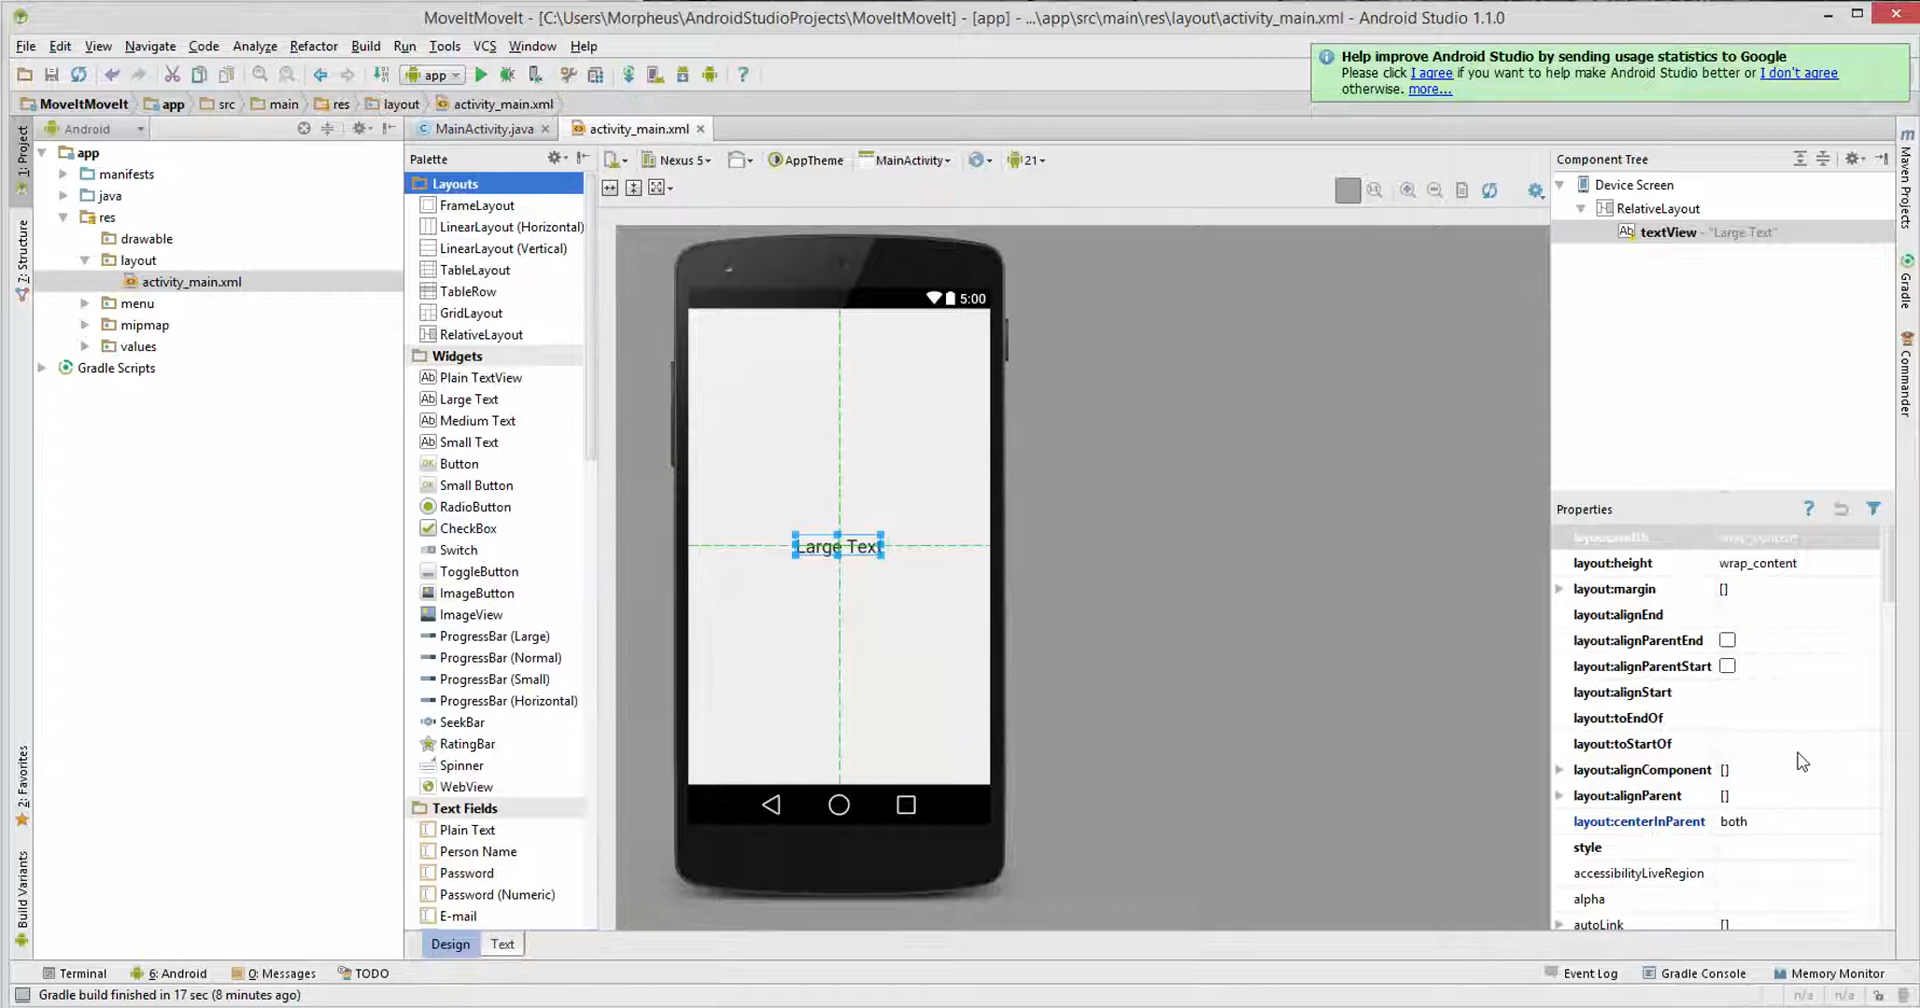 MoveItMoveIt - [C:\Users\Morpheus\AndroidStudioProjects\MoveItMoveIt] - [app] - ...\app\src\main\res\layout\activity_main.xml - Android Studio 1.1.0
File Edit View Navigate Code Analyze Refactor Build Run Tools VCS Window Help
Help improve Android Studio by sending usage statistics to Google
Please click I agree if you want to help make Android Studio better or I don't agree
otherwise. more...
app
MoveItMoveIt app src main res layout activity_main.xml
Android
MainActivity.java activity_main.xml
1: Project
7: Structure
2: Favorites
Build Variants
app
manifests
java
res
drawable
layout
activity_main.xml
menu
mipmap
values
Gradle Scripts
Palette
Layouts
FrameLayout
LinearLayout (Horizontal)
LinearLayout (Vertical)
TableLayout
TableRow
GridLayout
RelativeLayout
Widgets
Plain TextView
Large Text
Medium Text
Small Text
Button
Small Button
RadioButton
CheckBox
Switch
ToggleButton
ImageButton
ImageView
ProgressBar (Large)
ProgressBar (Normal)
ProgressBar (Small)
ProgressBar (Horizontal)
SeekBar
RatingBar
Spinner
WebView
Text Fields
Plain Text
Person Name
Password
Password (Numeric)
E-mail
Nexus 5 AppTheme MainActivity 21
5:00
Large Text
Design Text
Component Tree
Device Screen
RelativeLayout
textView - "Large Text"
Properties
layout:width wrap_content
layout:height wrap_content
layout:margin []
layout:alignEnd
layout:alignParentEnd
layout:alignParentStart
layout:alignStart
layout:toEndOf
layout:toStartOf
layout:alignComponent []
layout:alignParent []
layout:centerInParent both
style
accessibilityLiveRegion
alpha
autoLink []
Maven Projects
Gradle
Commander
Terminal 6: Android 0: Messages TODO
Event Log Gradle Console Memory Monitor
Gradle build finished in 17 sec (8 minutes ago)
n/a n/a